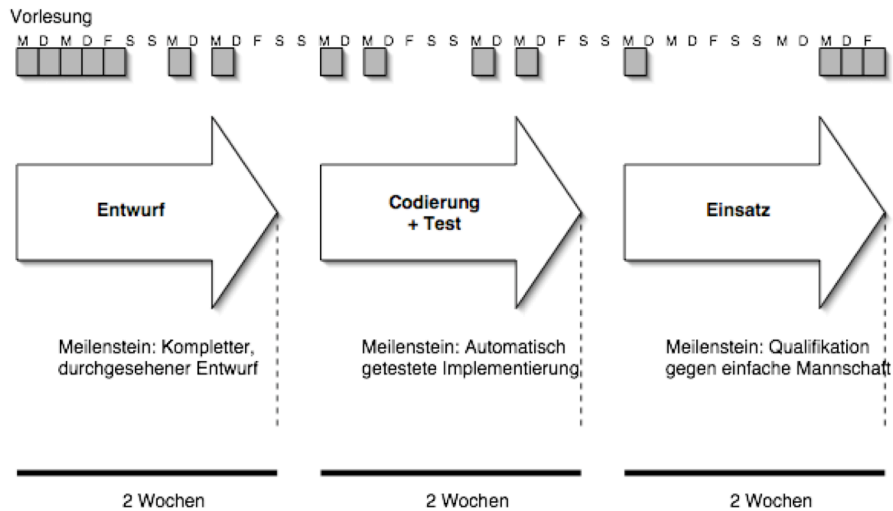 Vorlesung
M D M D F S S M D M D F S S M D M D F S S M D M D F S S M D M D F S S M D M D F
Entwurf
Codierung
+ Test
Einsatz
Meilenstein: Kompletter,
durchgesehener Entwurf
Meilenstein: Automatisch
getestete Implementierung
Meilenstein: Qualifikation
gegen einfache Mannschaft
2 Wochen
2 Wochen
2 Wochen